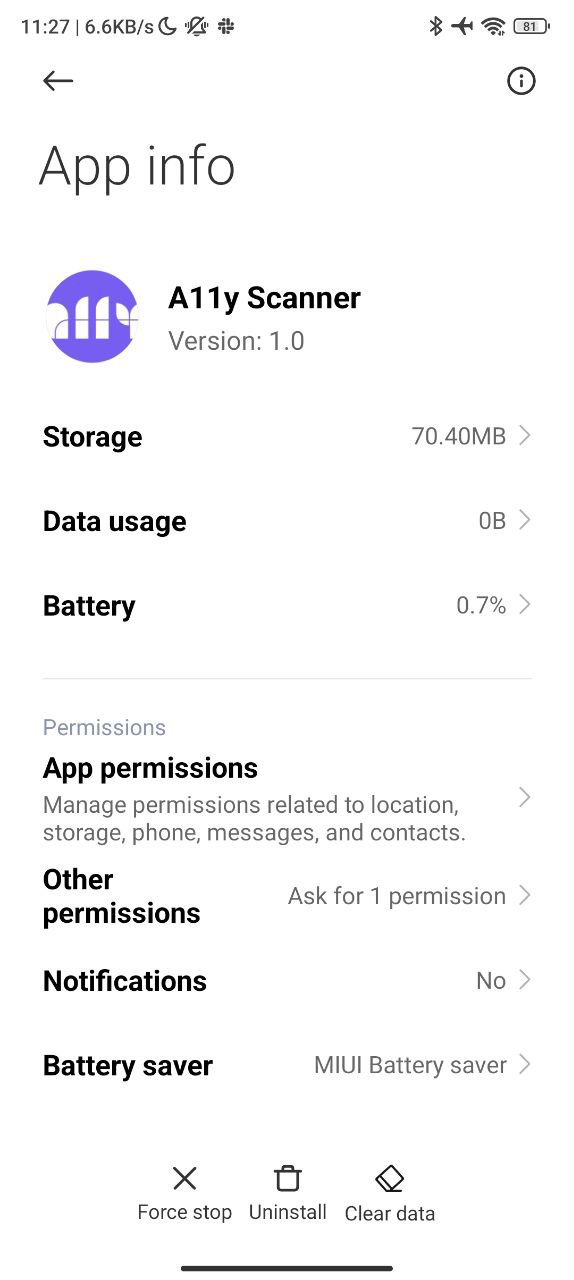 11:27 | 6.6KB/s
81
App info
a11y
A11y Scanner
Version: 1.0
Storage 70.40MB
Data usage 0B
Battery 0.7%
Permissions
App permissions
Manage permissions related to location,
storage, phone, messages, and contacts.
Other
permissions
Ask for 1 permission
Notifications No
Battery saver MIUI Battery saver
Force stop Uninstall Clear data